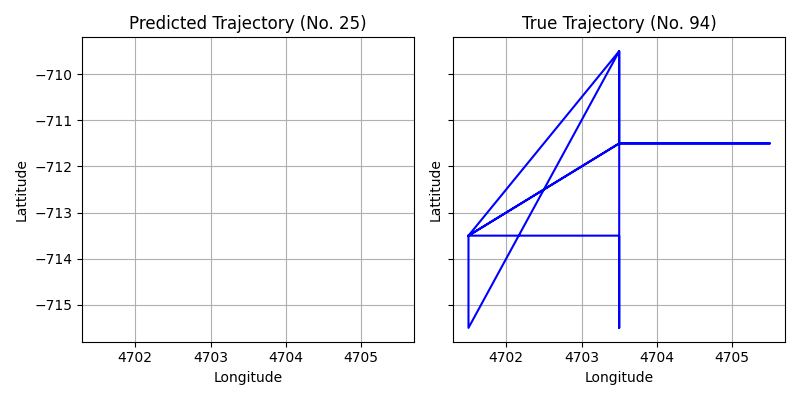 Predicted Trajectory (No. 25)
True Trajectory (No. 94)
−710
−711
−712
−713
−714
−715
Lattitude
Lattitude
4702 4703 4704 4705
4702 4703 4704 4705
Longitude
Longitude